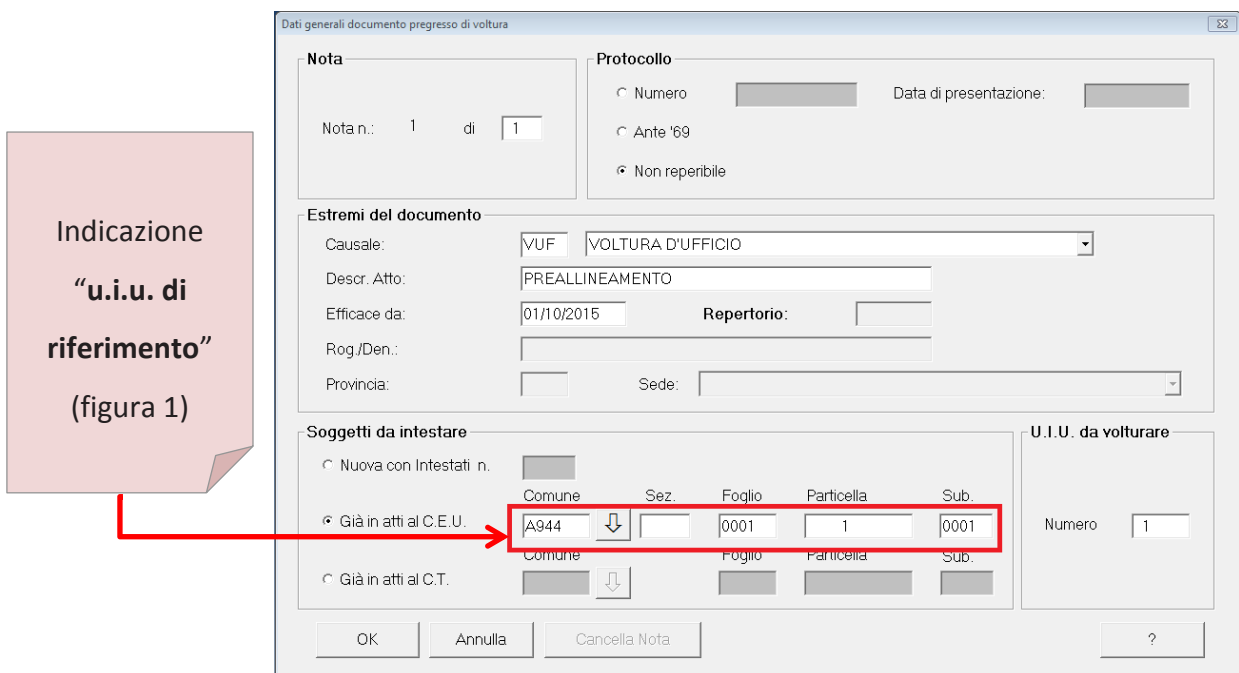 Dati generali documento pregresso di voltura
Nota
Nota n.: 1 di 1
Protocollo
Numero Data di presentazione:
Ante '69
Non reperibile
Indicazione
“u.i.u. di
riferimento”
(figura 1)
Estremi del documento
Causale: VUF VOLTURA D'UFFICIO
Descr. Atto: PREALLINEAMENTO
Efficace da: 01/10/2015 Repertorio:
Rog./Den.:
Provincia: Sede:
Soggetti da intestare
Nuova con Intestati n.
Comune Sez. Foglio Particella Sub.
Già in atti al C.E.U. A944 0001 1 0001
Comune Foglio Particella Sub.
Già in atti al C.T.
U.I.U. da volturare
Numero 1
OK Annulla Cancella Nota ?